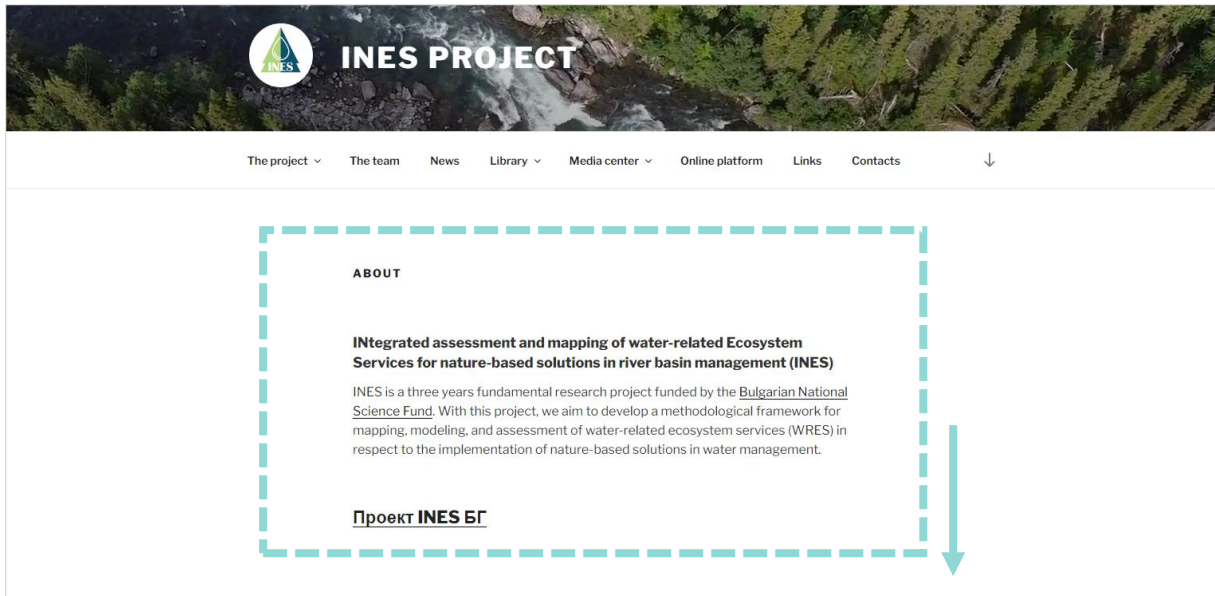 INES
INES PROJECT
The project The team News Library Media center Online platform Links Contacts
ABOUT
INtegrated assessment and mapping of water-related Ecosystem
Services for nature-based solutions in river basin management (INES)
INES is a three years fundamental research project funded by the Bulgarian National
Science Fund. With this project, we aim to develop a methodological framework for
mapping, modeling, and assessment of water-related ecosystem services (WRES) in
respect to the implementation of nature-based solutions in water management.
Проект INES БГ